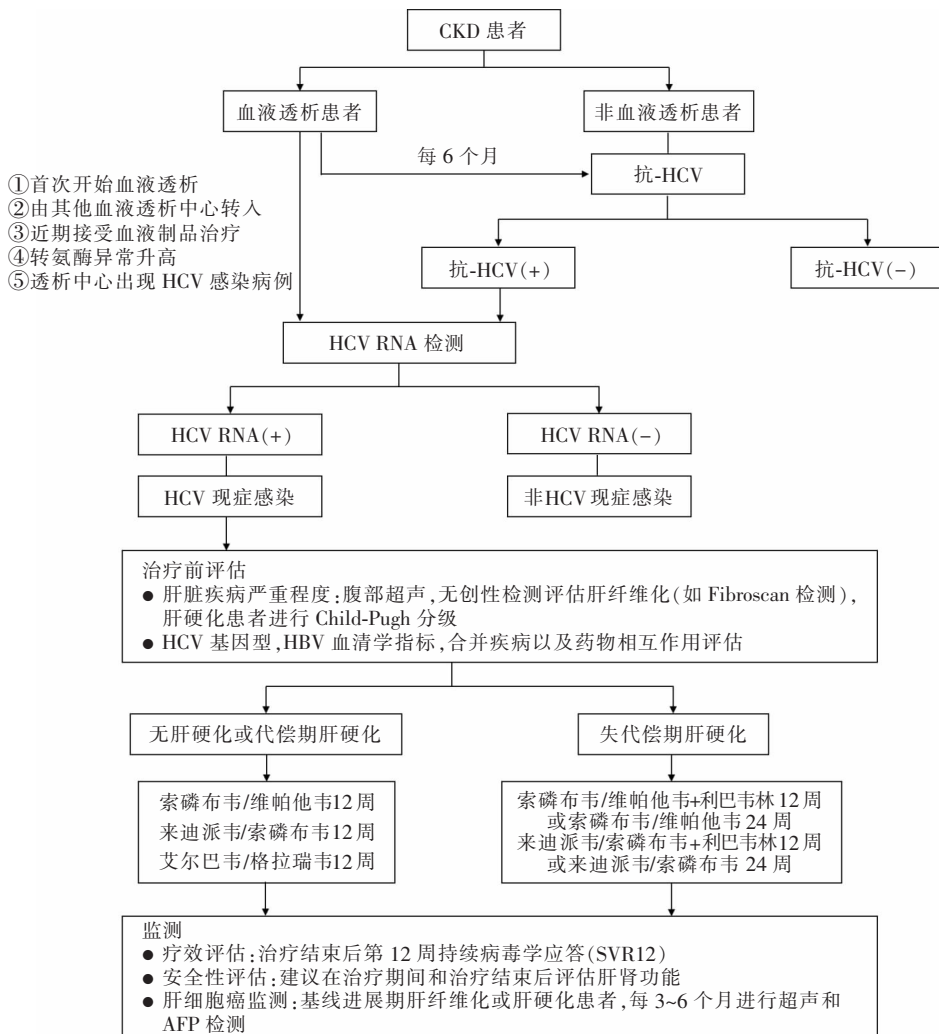 CKD 患者
血液透析患者
非血液透析患者
每 6 个月
抗-HCV
①首次开始血液透析
②由其他血液透析中心转入
③近期接受血液制品治疗
④转氨酶异常升高
⑤透析中心出现 HCV 感染病例
抗-HCV(+)
抗-HCV(-)
HCV RNA 检测
HCV RNA(+)
HCV RNA(-)
HCV 现症感染
非HCV 现症感染
治疗前评估
● 肝脏疾病严重程度:腹部超声,无创性检测评估肝纤维化(如 Fibroscan 检测),
肝硬化患者进行 Child-Pugh 分级
● HCV 基因型,HBV 血清学指标,合并疾病以及药物相互作用评估
无肝硬化或代偿期肝硬化
失代偿期肝硬化
索磷布韦/维帕他韦12 周
来迪派韦/索磷布韦12 周
艾尔巴韦/格拉瑞韦12 周
索磷布韦/维帕他韦+利巴韦林 12 周
或索磷布韦/维帕他韦 24 周
来迪派韦/索磷布韦+利巴韦林12 周
或来迪派韦/索磷布韦 24 周
监测
● 疗效评估:治疗结束后第 12 周持续病毒学应答(SVR12)
● 安全性评估:建议在治疗期间和治疗结束后评估肝肾功能
● 肝细胞癌监测:基线进展期肝纤维化或肝硬化患者,每 3~6 个月进行超声和
AFP 检测